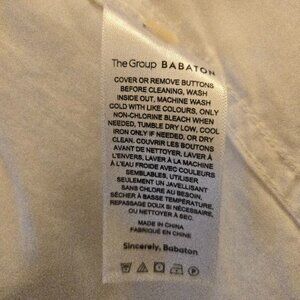 The Group BABATON
COVER OR REMOVE BUTTONS
BEFORE CLEANING, WASH
INSIDE OUT, MACHINE WASH
COLD WITH LIKE COLOURS, ONLY
NON-CHLORINE BLEACH WHEN
NEEDED, TUMBLE DRY LOW, COOL
IRON ONLY IF NEEDED, OR DRY
CLEAN. COUVRIR LES BOUTONS
AVANT DE NETTOYER, LAVER À
L'ENVERS, LAVER À LA MACHINE
À L'EAU FROIDE AVEC COULEURS
SEMBLABLES, UTILISER
SEULEMENT UN JAVELLISANT
SANS CHLORE AU BESOIN,
SÉCHER À BASSE TEMPÉRATURE,
REPASSAGE DOUX SI NÉCESSAIRE,
OU NETTOYER À SEC.
MADE IN CHINA
FABRIQUÉ EN CHINE
Sincerely, Babaton